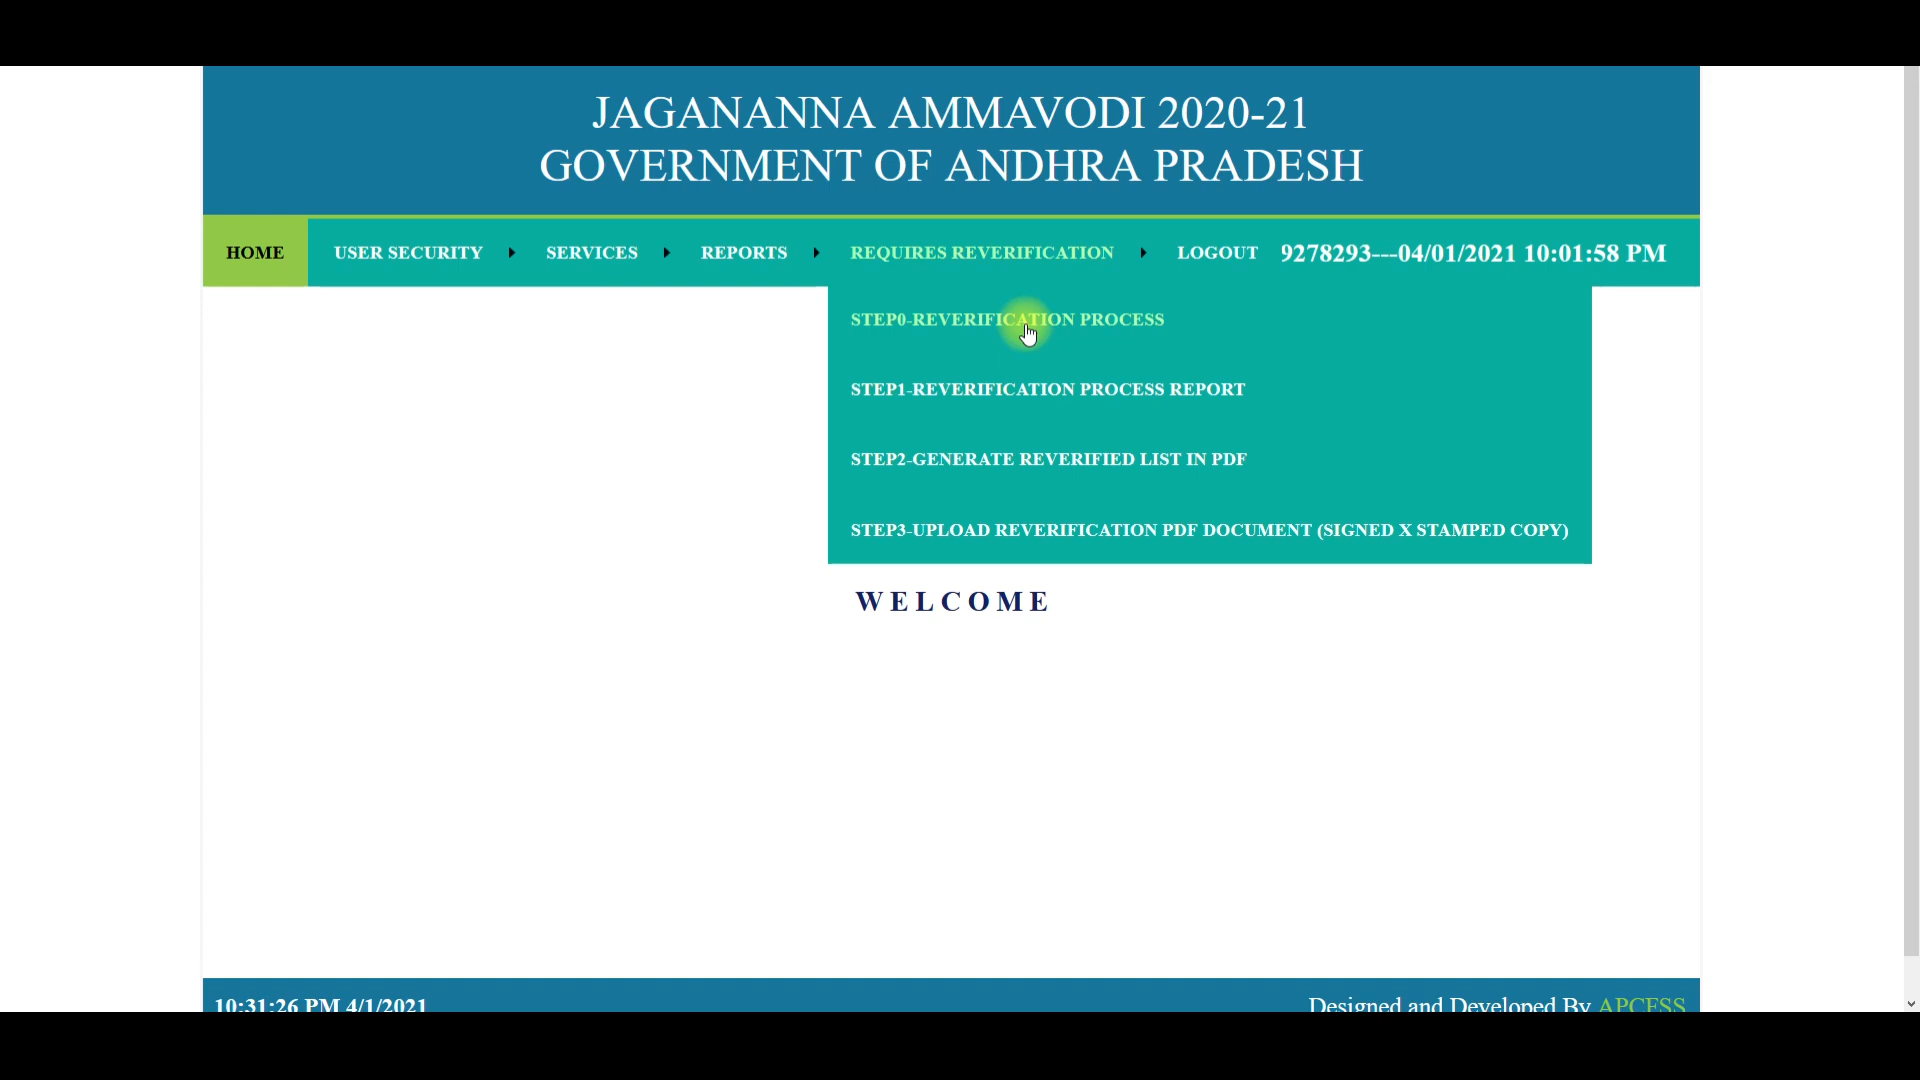 JAGANANNA AMMAVODI 2020-21
GOVERNMENT OF ANDHRA PRADESH
HOME USER SECURITY SERVICES REPORTS REQUIRES REVERIFICATION LOGOUT 9278293---04/01/2021 10:01:58 PM
STEP0-REVERIFICATION PROCESS
STEP1-REVERIFICATION PROCESS REPORT
STEP2-GENERATE REVERIFIED LIST IN PDF
STEP3-UPLOAD REVERIFICATION PDF DOCUMENT (SIGNED X STAMPED COPY)
W E L C O M E
10:31:26 PM 4/1/2021 Designed and Developed By APCFSS